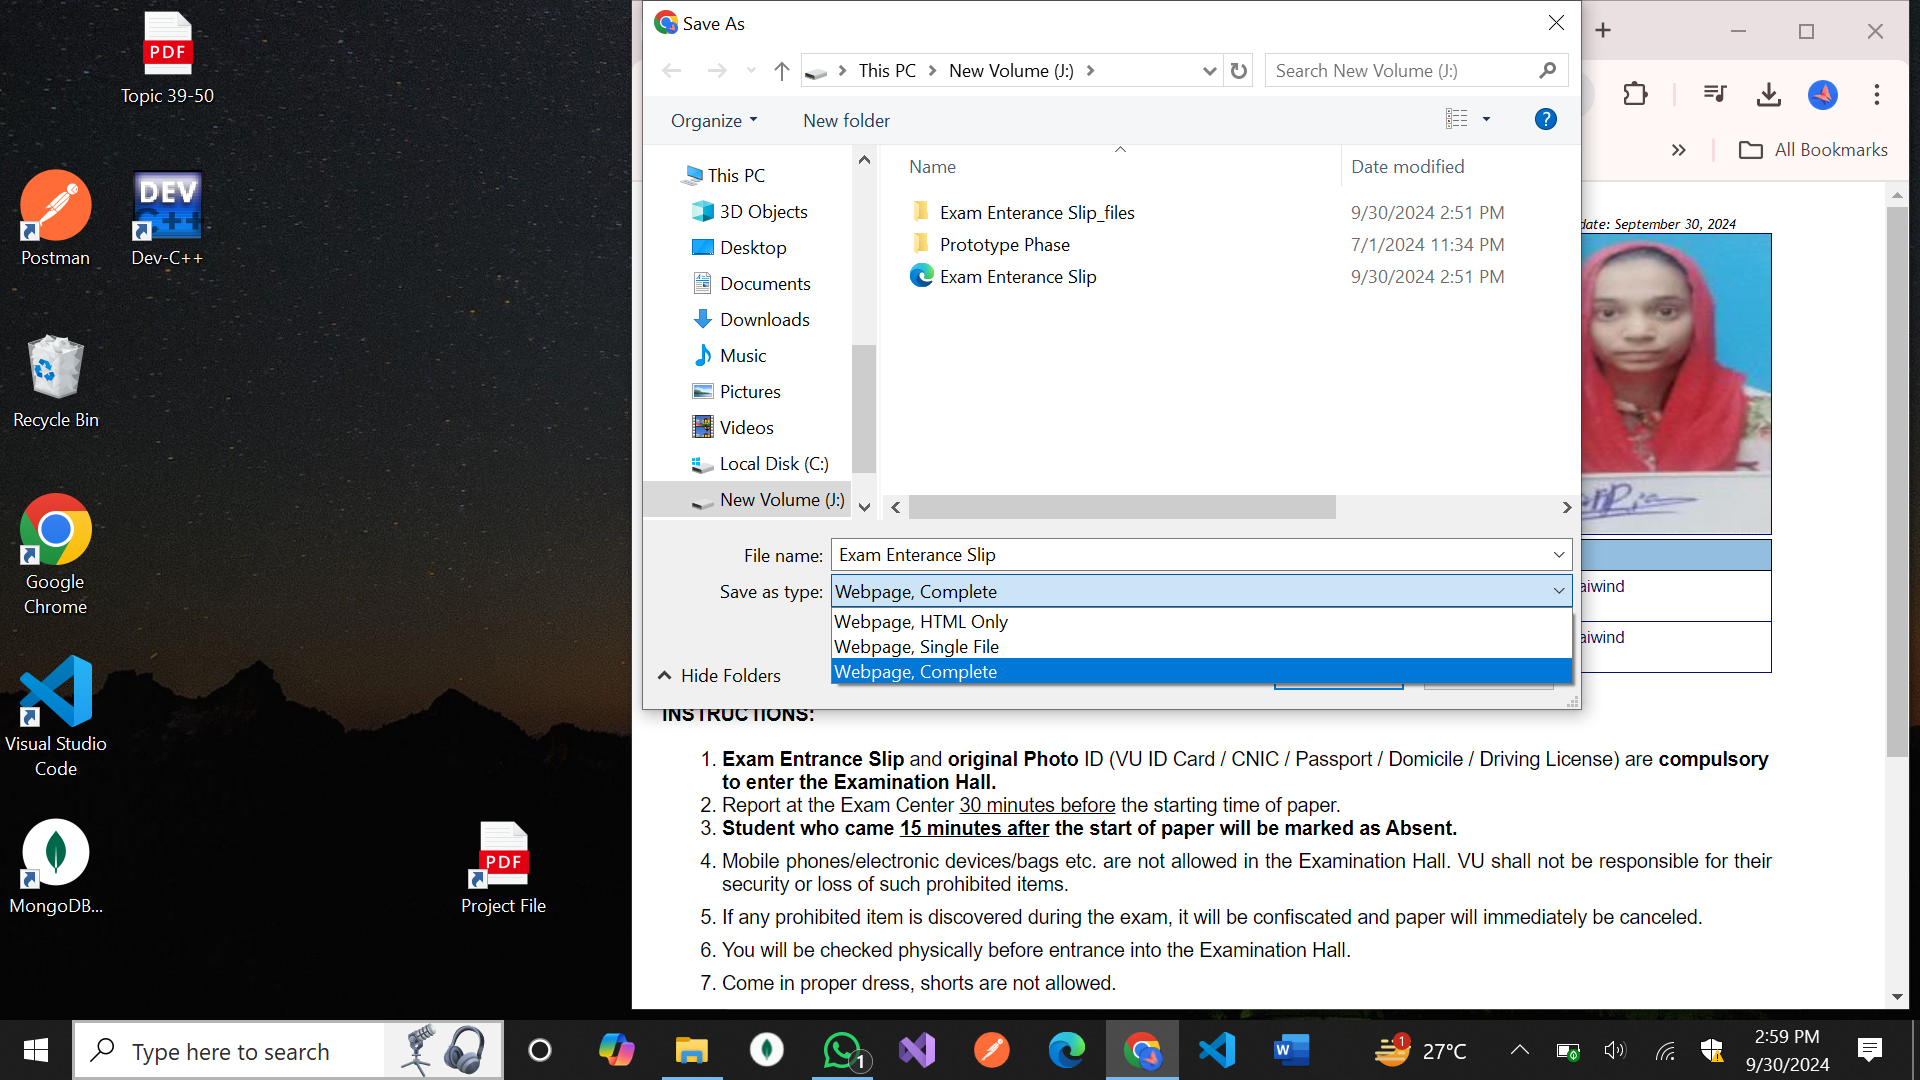 Topic 39-50
Postman
Dev-C++
Recycle Bin
Google
Chrome
Visual Studio
Code
MongoDB...
Project File
PDF
DEV
C++
PDF
Save As
This PC
New Volume (J:)
Search New Volume (J:)
Organize
New folder
This PC
3D Objects
Desktop
Documents
Downloads
Music
Pictures
Videos
Local Disk (C:)
New Volume (J:)
Name
Date modified
Exam Enterance Slip_files 9/30/2024 2:51 PM
Prototype Phase 7/1/2024 11:34 PM
Exam Enterance Slip 9/30/2024 2:51 PM
File name: Exam Enterance Slip
Save as type: Webpage, Complete
Webpage, HTML Only
Webpage, Single File
Webpage, Complete
Hide Folders
All Bookmarks
date: September 30, 2024
aiwind
aiwind
INSTRUCTIONS:
1. Exam Entrance Slip and original Photo ID (VU ID Card / CNIC / Passport / Domicile / Driving License) are compulsory
to enter the Examination Hall.
2. Report at the Exam Center 30 minutes before the starting time of paper.
3. Student who came 15 minutes after the start of paper will be marked as Absent.
4. Mobile phones/electronic devices/bags etc. are not allowed in the Examination Hall. VU shall not be responsible for their
security or loss of such prohibited items.
5. If any prohibited item is discovered during the exam, it will be confiscated and paper will immediately be canceled.
6. You will be checked physically before entrance into the Examination Hall.
7. Come in proper dress, shorts are not allowed.
Type here to search
1
1
27°C
2:59 PM
9/30/2024